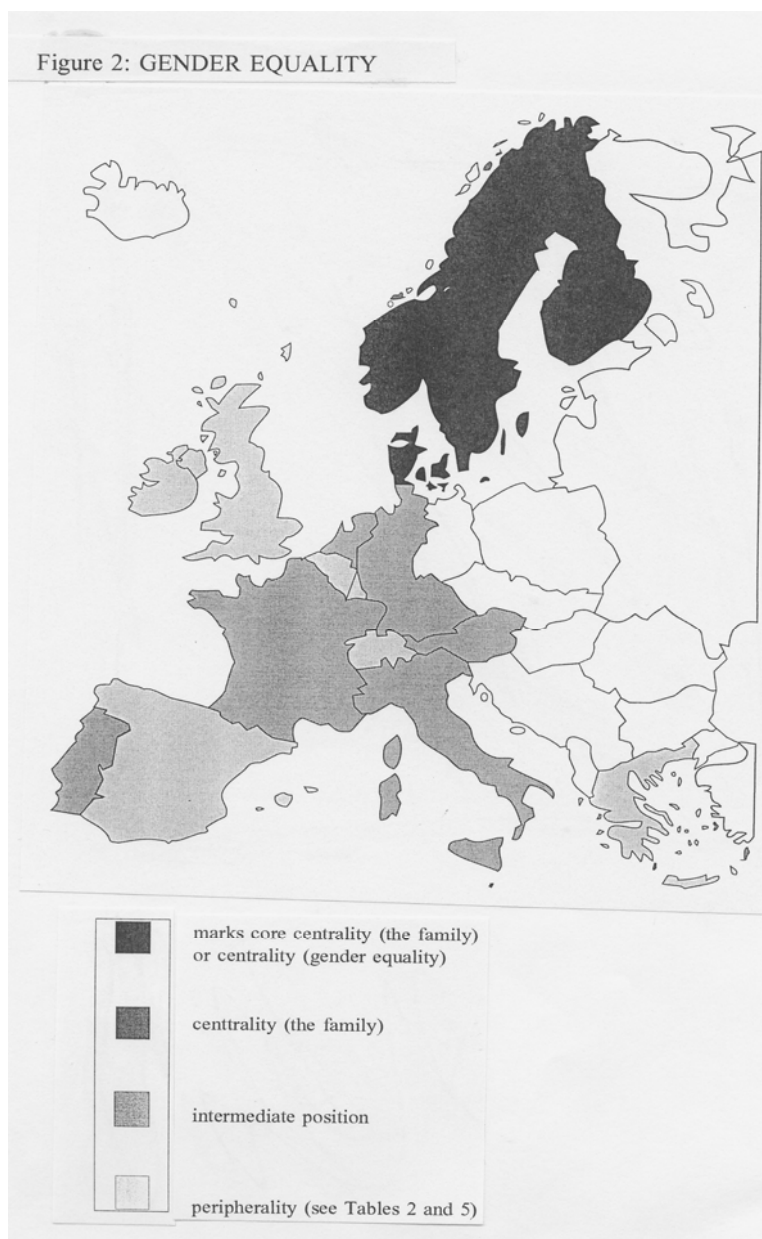 Figure 2: GENDER EQUALITY
marks core centrality (the family)
or centrality (gender equality)
centtrality (the family)
intermediate position
peripherality (see Tables 2 and 5)